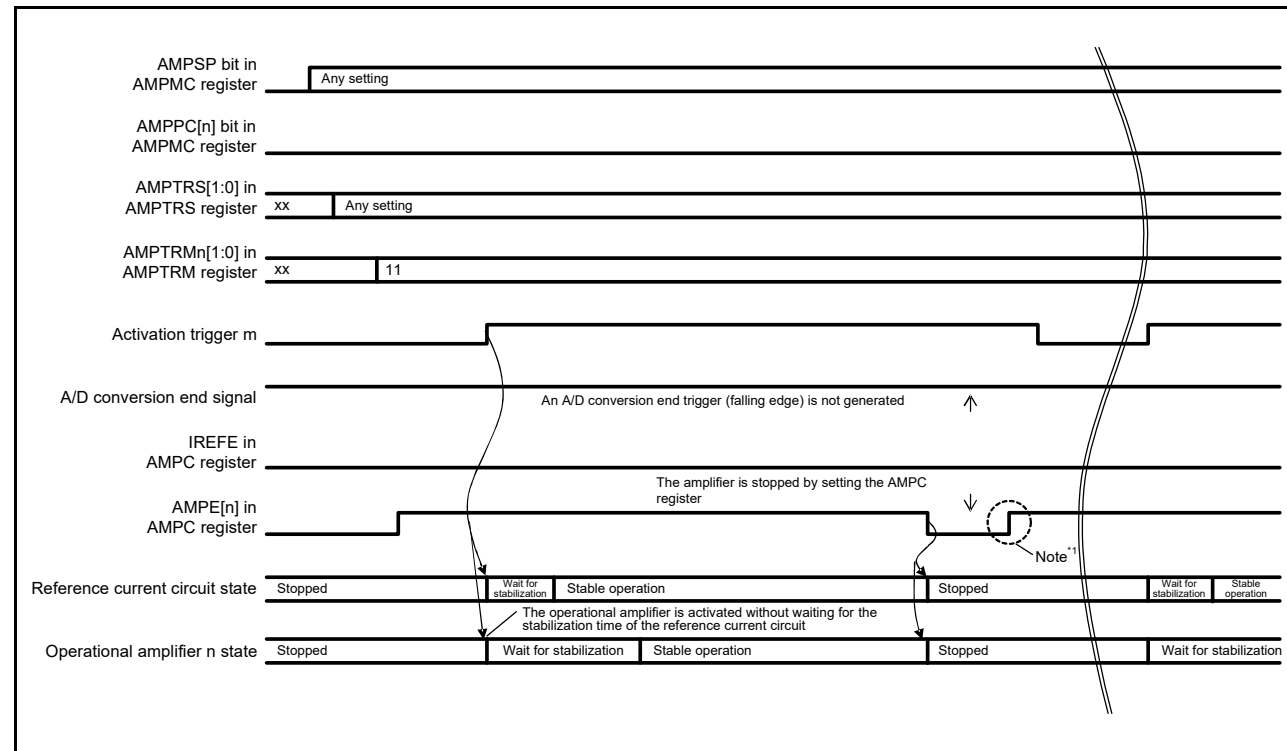 AMPSP bit in
AMPMC register
Any setting
AMPPC[n] bit in
AMPMC register
AMPTRS[1:0] in
AMPTRS register
xx
Any setting
AMPTRMn[1:0] in
AMPTRM register
xx
11
Activation trigger m
A/D conversion end signal
An A/D conversion end trigger (falling edge) is not generated
IREFE in
AMPC register
The amplifier is stopped by setting the AMPC
register
AMPE[n] in
AMPC register
Note*1
Reference current circuit state
Stopped
Wait for
stabilization
Stable operation
Stopped
Wait for
stabilization
Stable
operation
The operational amplifier is activated without waiting for the
stabilization time of the reference current circuit
Operational amplifier n state
Stopped
Wait for stabilization
Stable operation
Stopped
Wait for stabilization